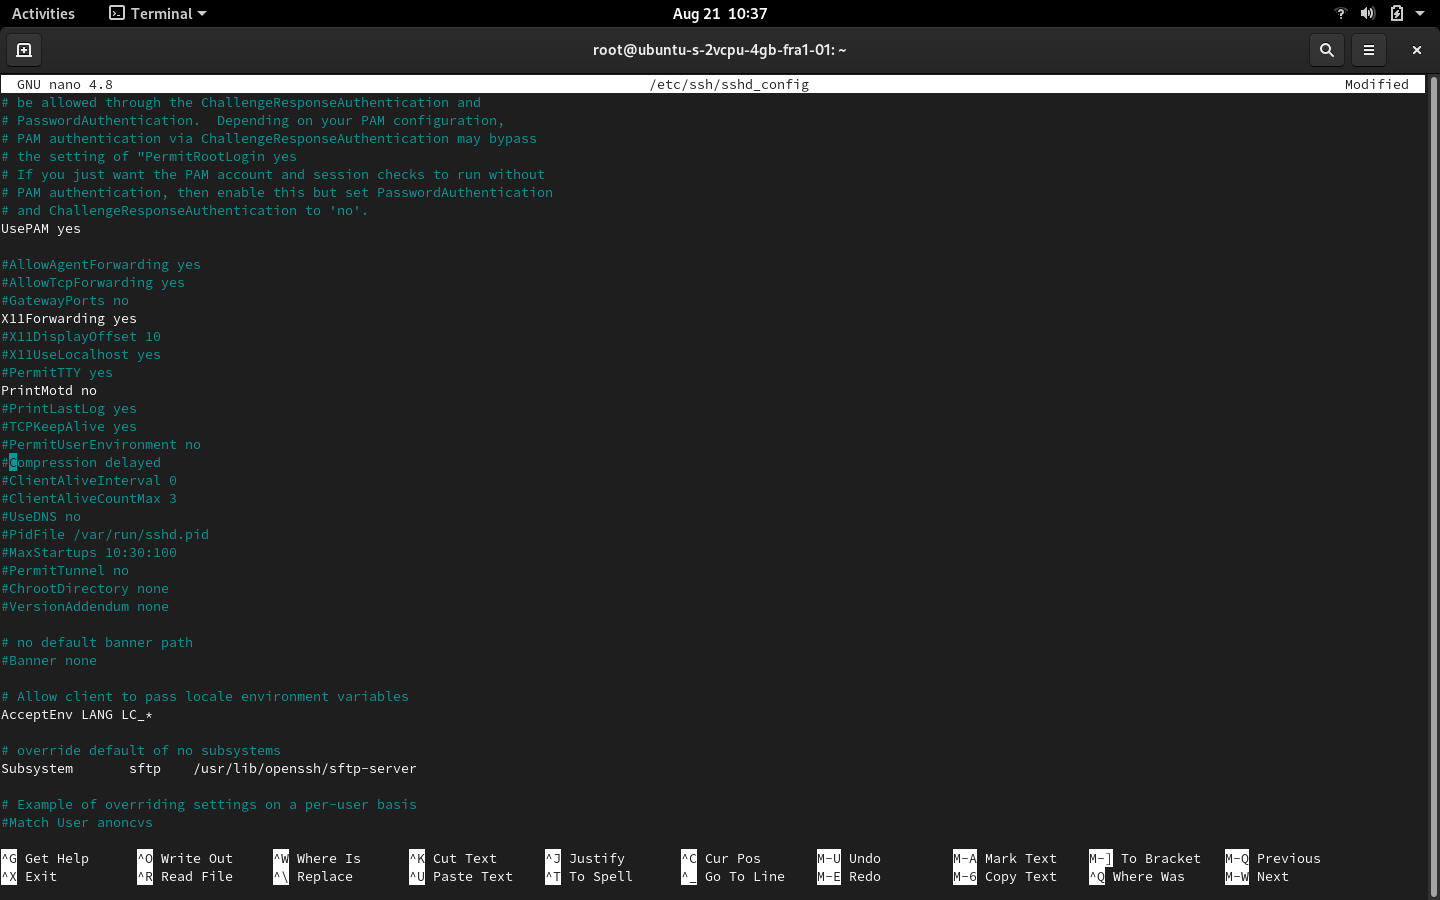 Activities Terminal Aug 21 10:37
root@ubuntu-s-2vcpu-4gb-fra1-01: ~
GNU nano 4.8 /etc/ssh/sshd_config Modified
# be allowed through the ChallengeResponseAuthentication and
# PasswordAuthentication.  Depending on your PAM configuration,
# PAM authentication via ChallengeResponseAuthentication may bypass
# the setting of "PermitRootLogin yes
# If you just want the PAM account and session checks to run without
# PAM authentication, then enable this but set PasswordAuthentication
# and ChallengeResponseAuthentication to 'no'.
UsePAM yes
#AllowAgentForwarding yes
#AllowTcpForwarding yes
#GatewayPorts no
X11Forwarding yes
#X11DisplayOffset 10
#X11UseLocalhost yes
#PermitTTY yes
PrintMotd no
#PrintLastLog yes
#TCPKeepAlive yes
#PermitUserEnvironment no
#Compression delayed
#ClientAliveInterval 0
#ClientAliveCountMax 3
#UseDNS no
#PidFile /var/run/sshd.pid
#MaxStartups 10:30:100
#PermitTunnel no
#ChrootDirectory none
#VersionAddendum none
# no default banner path
#Banner none
# Allow client to pass locale environment variables
AcceptEnv LANG LC_*
# override default of no subsystems
Subsystem       sftp    /usr/lib/openssh/sftp-server
# Example of overriding settings on a per-user basis
#Match User anoncvs
^G Get Help ^O Write Out ^W Where Is ^K Cut Text ^J Justify ^C Cur Pos M-U Undo M-A Mark Text M-] To Bracket M-Q Previous
^X Exit ^R Read File ^\ Replace ^U Paste Text ^T To Spell ^_ Go To Line M-E Redo M-6 Copy Text ^Q Where Was M-W Next